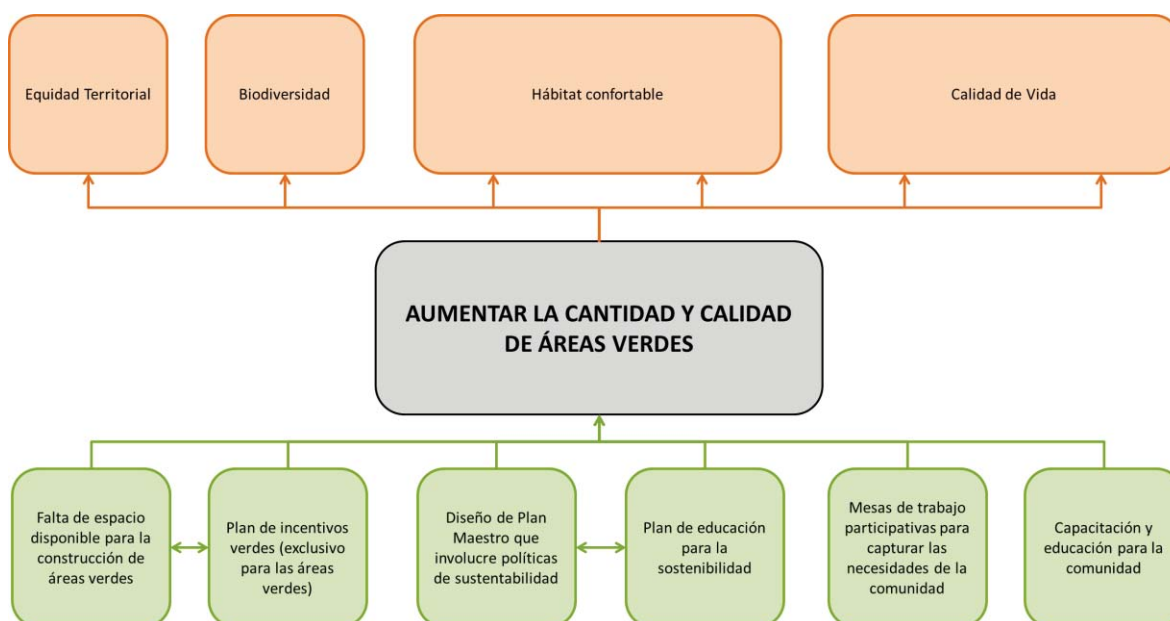 Equidad Territorial
Biodiversidad
Hábitat confortable
Calidad de Vida
AUMENTAR LA CANTIDAD Y CALIDAD
DE ÁREAS VERDES
Falta de espacio
disponible para la
construcción de
áreas verdes
Plan de incentivos
verdes (exclusivo
para las áreas
verdes)
Diseño de Plan
Maestro que
involucre políticas
de sustentabilidad
Plan de educación
para la
sostenibilidad
Mesas de trabajo
participativas para
capturar las
necesidades de la
comunidad
Capacitación y
educación para la
comunidad